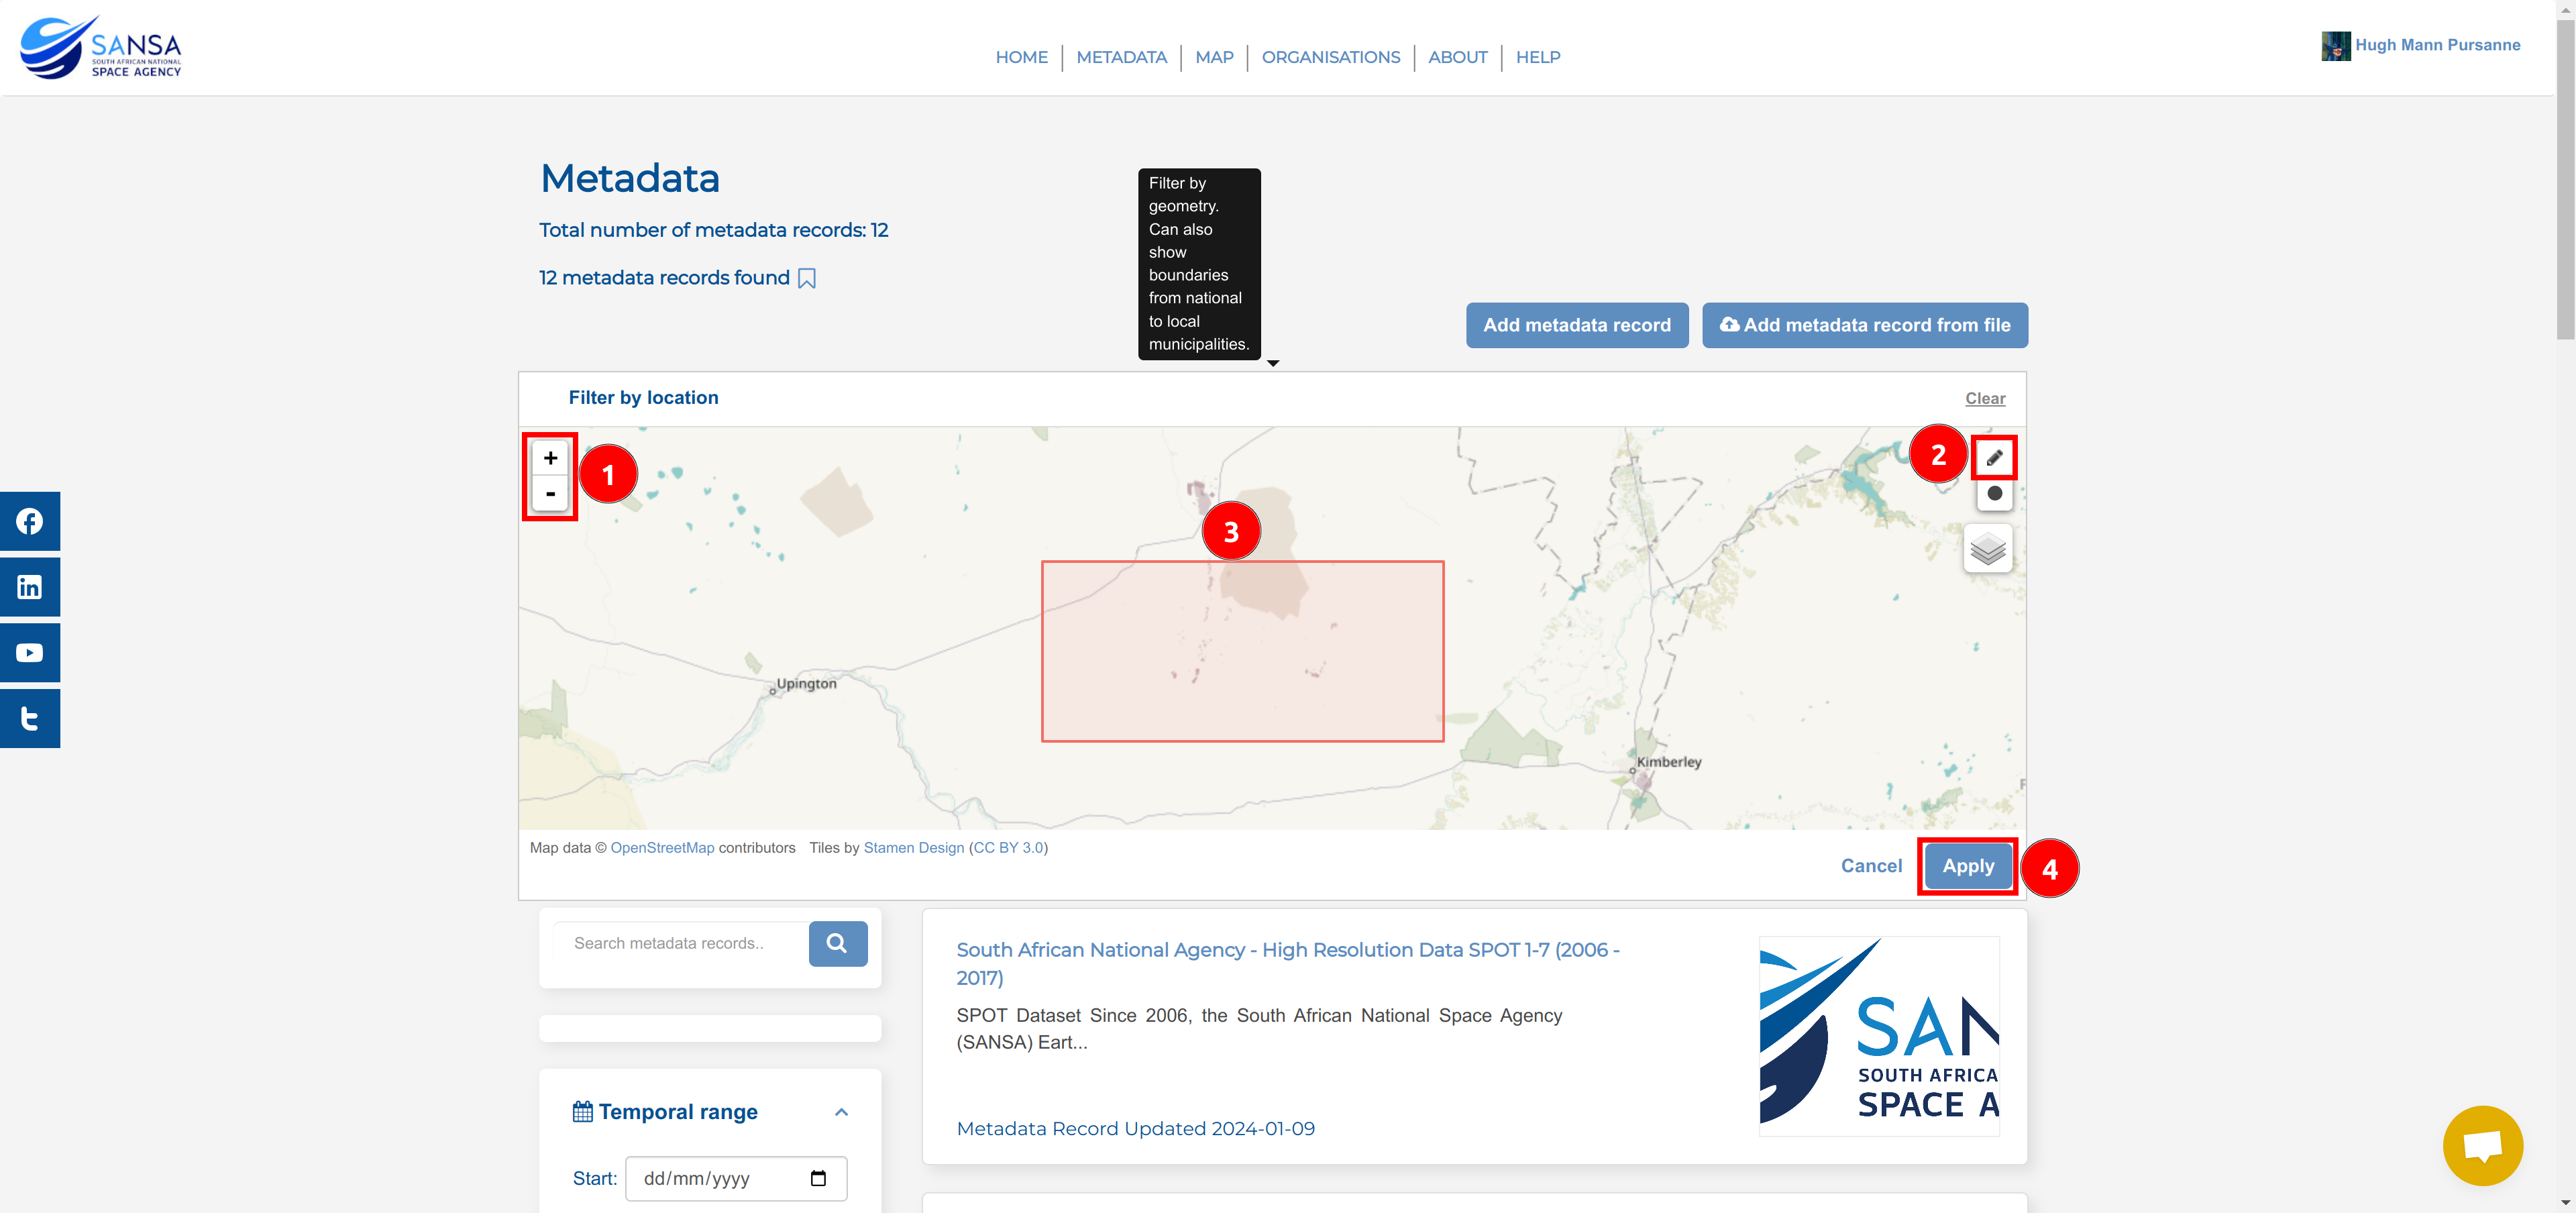 SANSA
SOUTH AFRICAN NATIONAL
SPACE AGENCY
HOME
METADATA
MAP
ORGANISATIONS
ABOUT
HELP
Hugh Mann Pursanne
Metadata
Total number of metadata records: 12
12 metadata records found
Filter by
geometry.
Can also
show
boundaries
from national
to local
municipalities.
Add metadata record
Add metadata record from file
Filter by location
Clear
+
-
1
2
3
Upington
Kimberley
Map data © OpenStreetMap contributors Tiles by Stamen Design (CC BY 3.0)
Cancel
Apply
4
Search metadata records..
South African National Agency - High Resolution Data SPOT 1-7 (2006 -
2017)
SPOT Dataset Since 2006, the South African National Space Agency
(SANSA) Eart...
Metadata Record Updated 2024-01-09
SAN
SOUTH AFRICA
SPACE A
Temporal range
Start:
dd/mm/yyyy